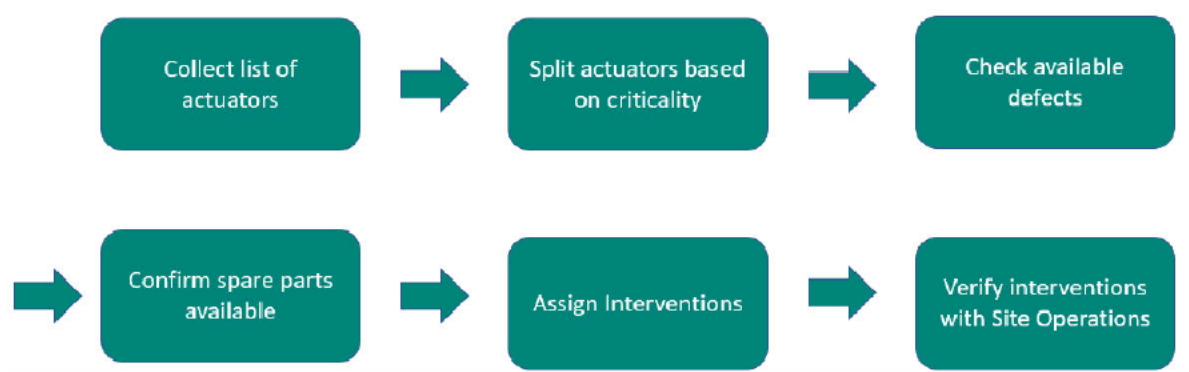 Collect list of
actuators
Split actuators based
on criticality
Check available
defects
Confirm spare parts
available
Assign Interventions
Verify interventions
with Site Operations